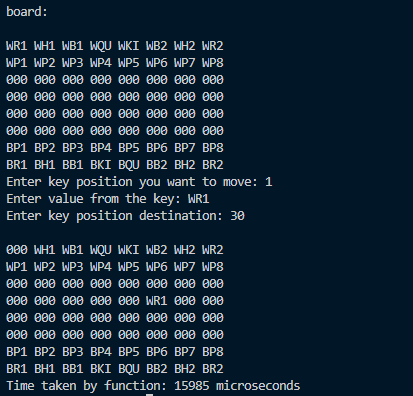 board:
WR1 WH1 WB1 WQU WKI WB2 WH2 WR2
WP1 WP2 WP3 WP4 WP5 WP6 WP7 WP8
000 000 000 000 000 000 000 000
000 000 000 000 000 000 000 000
000 000 000 000 000 000 000 000
000 000 000 000 000 000 000 000
BP1 BP2 BP3 BP4 BP5 BP6 BP7 BP8
BR1 BH1 BB1 BKI BQU BB2 BH2 BR2
Enter key position you want to move: 1
Enter value from the key: WR1
Enter key position destination: 30
000 WH1 WB1 WQU WKI WB2 WH2 WR2
WP1 WP2 WP3 WP4 WP5 WP6 WP7 WP8
000 000 000 000 000 000 000 000
000 000 000 000 000 WR1 000 000
000 000 000 000 000 000 000 000
000 000 000 000 000 000 000 000
BP1 BP2 BP3 BP4 BP5 BP6 BP7 BP8
BR1 BH1 BB1 BKI BQU BB2 BH2 BR2
Time taken by function: 15985 microseconds